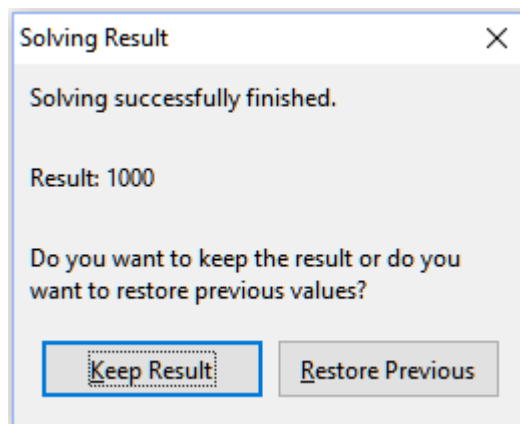 Solving Result
Solving successfully finished.
Result: 1000
Do you want to keep the result or do you
want to restore previous values?
Keep Result
Restore Previous